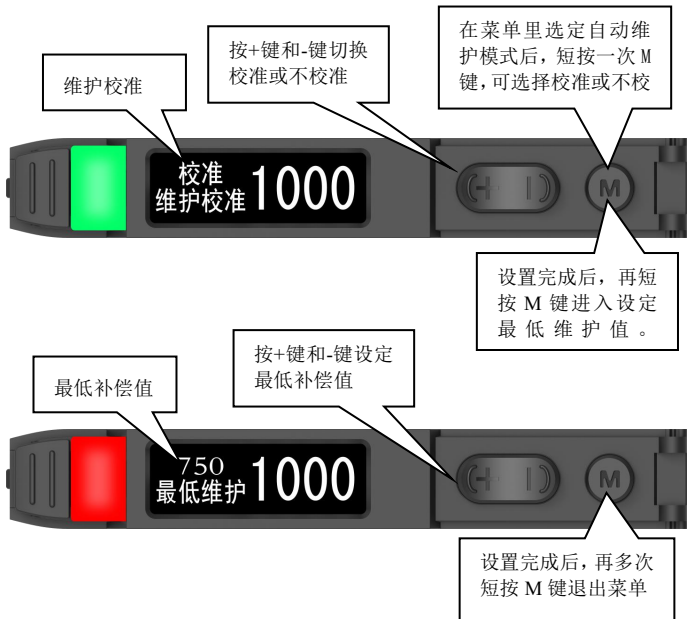 在菜单里选定自动维
护模式后，短按一次 M
键，可选择校准或不校
按+键和-键切换
校准或不校准
维护校准
校准
维护校准 1000
M
设置完成后，再短
按 M 键进入设定
最低维护值。
按+键和-键设定
最低补偿值
最低补偿值
750
最低维护 1000
M
设置完成后，再多次
短按 M 键退出菜单